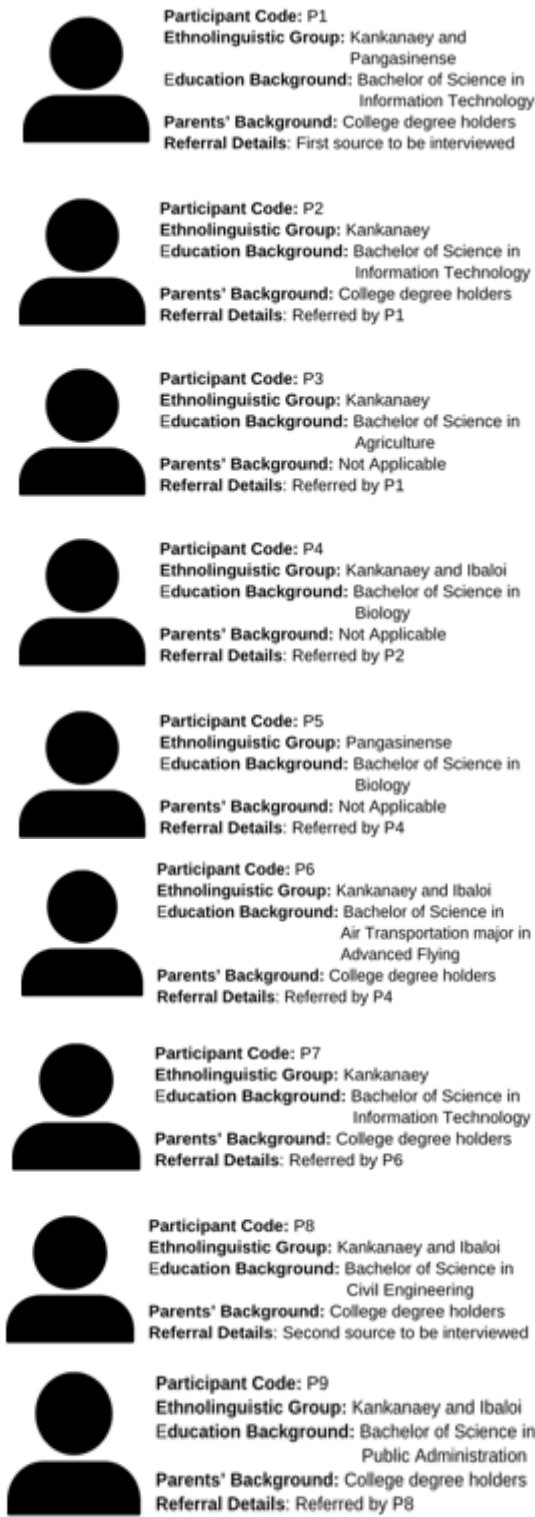 Participant Code: P1
Ethnolinguistic Group: Kankanaey and
Pangasinense
Education Background: Bachelor of Science in
Information Technology
Parents' Background: College degree holders
Referral Details: First source to be interviewed
Participant Code: P2
Ethnolinguistic Group: Kankanaey
Education Background: Bachelor of Science in
Information Technology
Parents' Background: College degree holders
Referral Details: Referred by P1
Participant Code: P3
Ethnolinguistic Group: Kankanaey
Education Background: Bachelor of Science in
Agriculture
Parents' Background: Not Applicable
Referral Details: Referred by P1
Participant Code: P4
Ethnolinguistic Group: Kankanaey and Ibaloi
Education Background: Bachelor of Science in
Biology
Parents' Background: Not Applicable
Referral Details: Referred by P2
Participant Code: P5
Ethnolinguistic Group: Pangasinense
Education Background: Bachelor of Science in
Biology
Parents' Background: Not Applicable
Referral Details: Referred by P4
Participant Code: P6
Ethnolinguistic Group: Kankanaey and Ibaloi
Education Background: Bachelor of Science in
Air Transportation major in
Advanced Flying
Parents' Background: College degree holders
Referral Details: Referred by P4
Participant Code: P7
Ethnolinguistic Group: Kankanaey
Education Background: Bachelor of Science in
Information Technology
Parents' Background: College degree holders
Referral Details: Referred by P6
Participant Code: P8
Ethnolinguistic Group: Kankanaey and Ibaloi
Education Background: Bachelor of Science in
Civil Engineering
Parents' Background: College degree holders
Referral Details: Second source to be interviewed
Participant Code: P9
Ethnolinguistic Group: Kankanaey and Ibaloi
Education Background: Bachelor of Science in
Public Administration
Parents' Background: College degree holders
Referral Details: Referred by P8